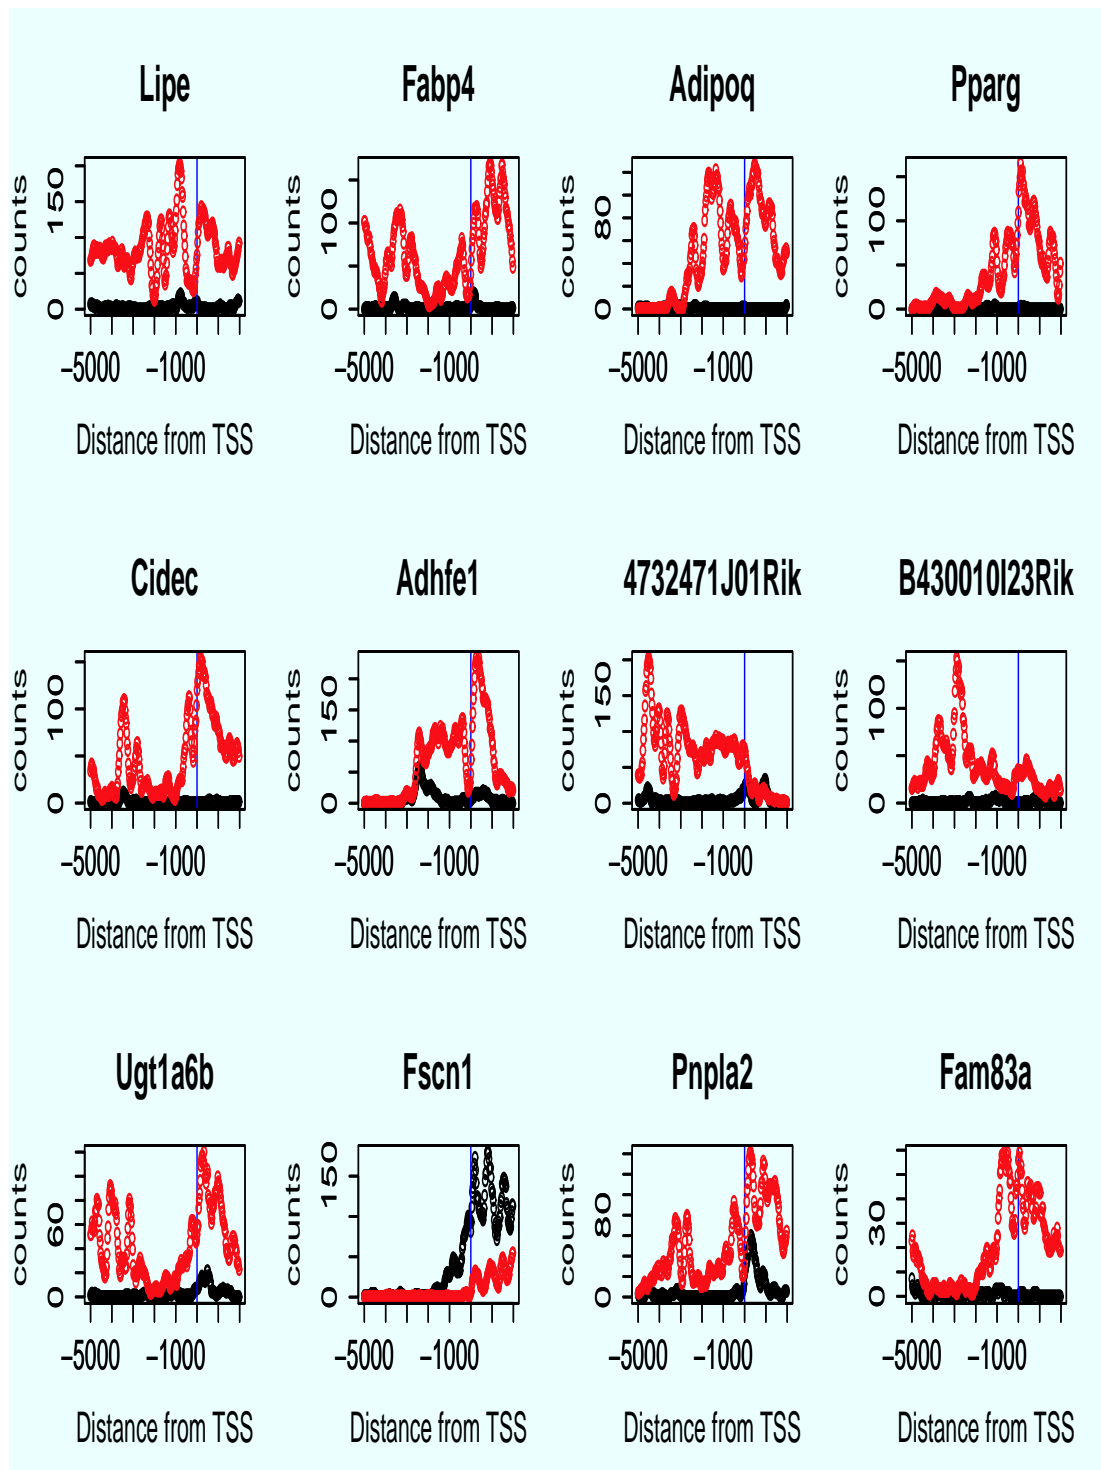 Lipe Fabp4 Adipoq Pparg
counts 0 150 counts 0 100 counts 0 80 counts 0 100
−5000 −1000 −5000 −1000 −5000 −1000 −5000 −1000
Distance from TSS Distance from TSS Distance from TSS Distance from TSS
Cidec Adhfe1 4732471J01Rik B430010I23Rik
counts 0 100 counts 0 150 counts 0 150 counts 0 100
−5000 −1000 −5000 −1000 −5000 −1000 −5000 −1000
Distance from TSS Distance from TSS Distance from TSS Distance from TSS
Ugt1a6b Fscn1 Pnpla2 Fam83a
counts 0 60 counts 0 150 counts 0 80 counts 0 30
−5000 −1000 −5000 −1000 −5000 −1000 −5000 −1000
Distance from TSS Distance from TSS Distance from TSS Distance from TSS